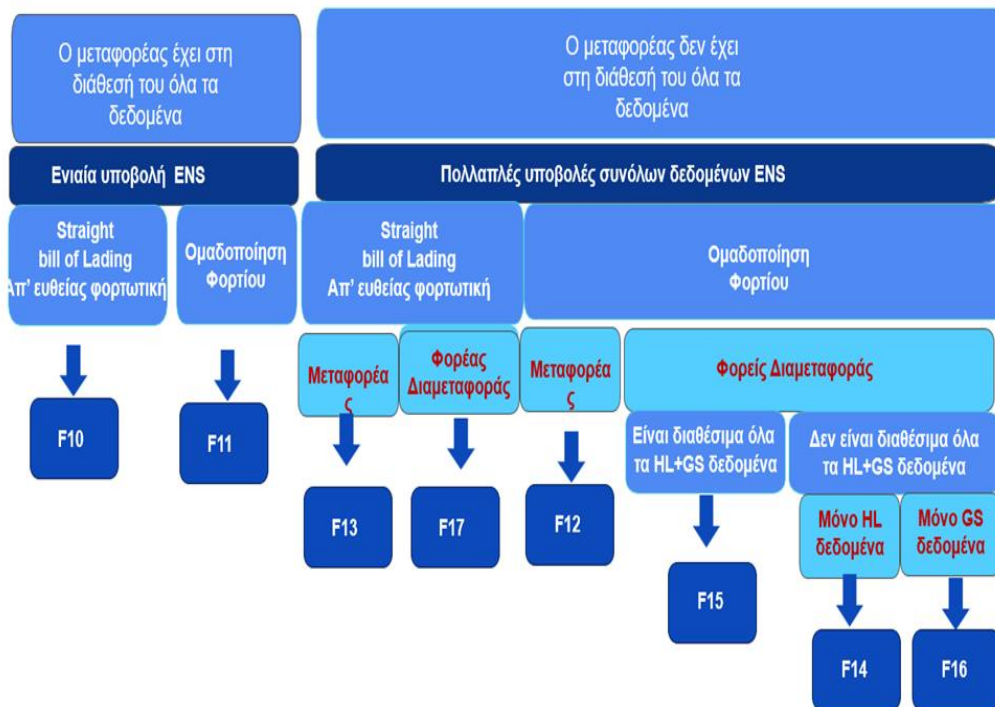 Ο μεταφορέας έχει στη
διάθεσή του όλα τα
δεδομένα
Ο μεταφορέας δεν έχει
στη διάθεσή του όλα τα
δεδομένα
Ενιαία υποβολή ENS
Πολλαπλές υποβολές συνόλων δεδομένων ENS
Straight
bill of Lading
Απ’ ευθείας φορτωτική
Ομαδοποίηση
Φορτίου
Straight
bill of Lading
Απ’ ευθείας φορτωτική
Ομαδοποίηση
Φορτίου
Μεταφορέα
ς
Φορέας
Διαμεταφοράς
Μεταφορέα
ς
Φορείς Διαμεταφοράς
Είναι διαθέσιμα όλα
τα HL+GS δεδομένα
Δεν είναι διαθέσιμα όλα
τα HL+GS δεδομένα
Μόνο HL
δεδομένα
Μόνο GS
δεδομένα
F10
F11
F13
F17
F12
F15
F14
F16